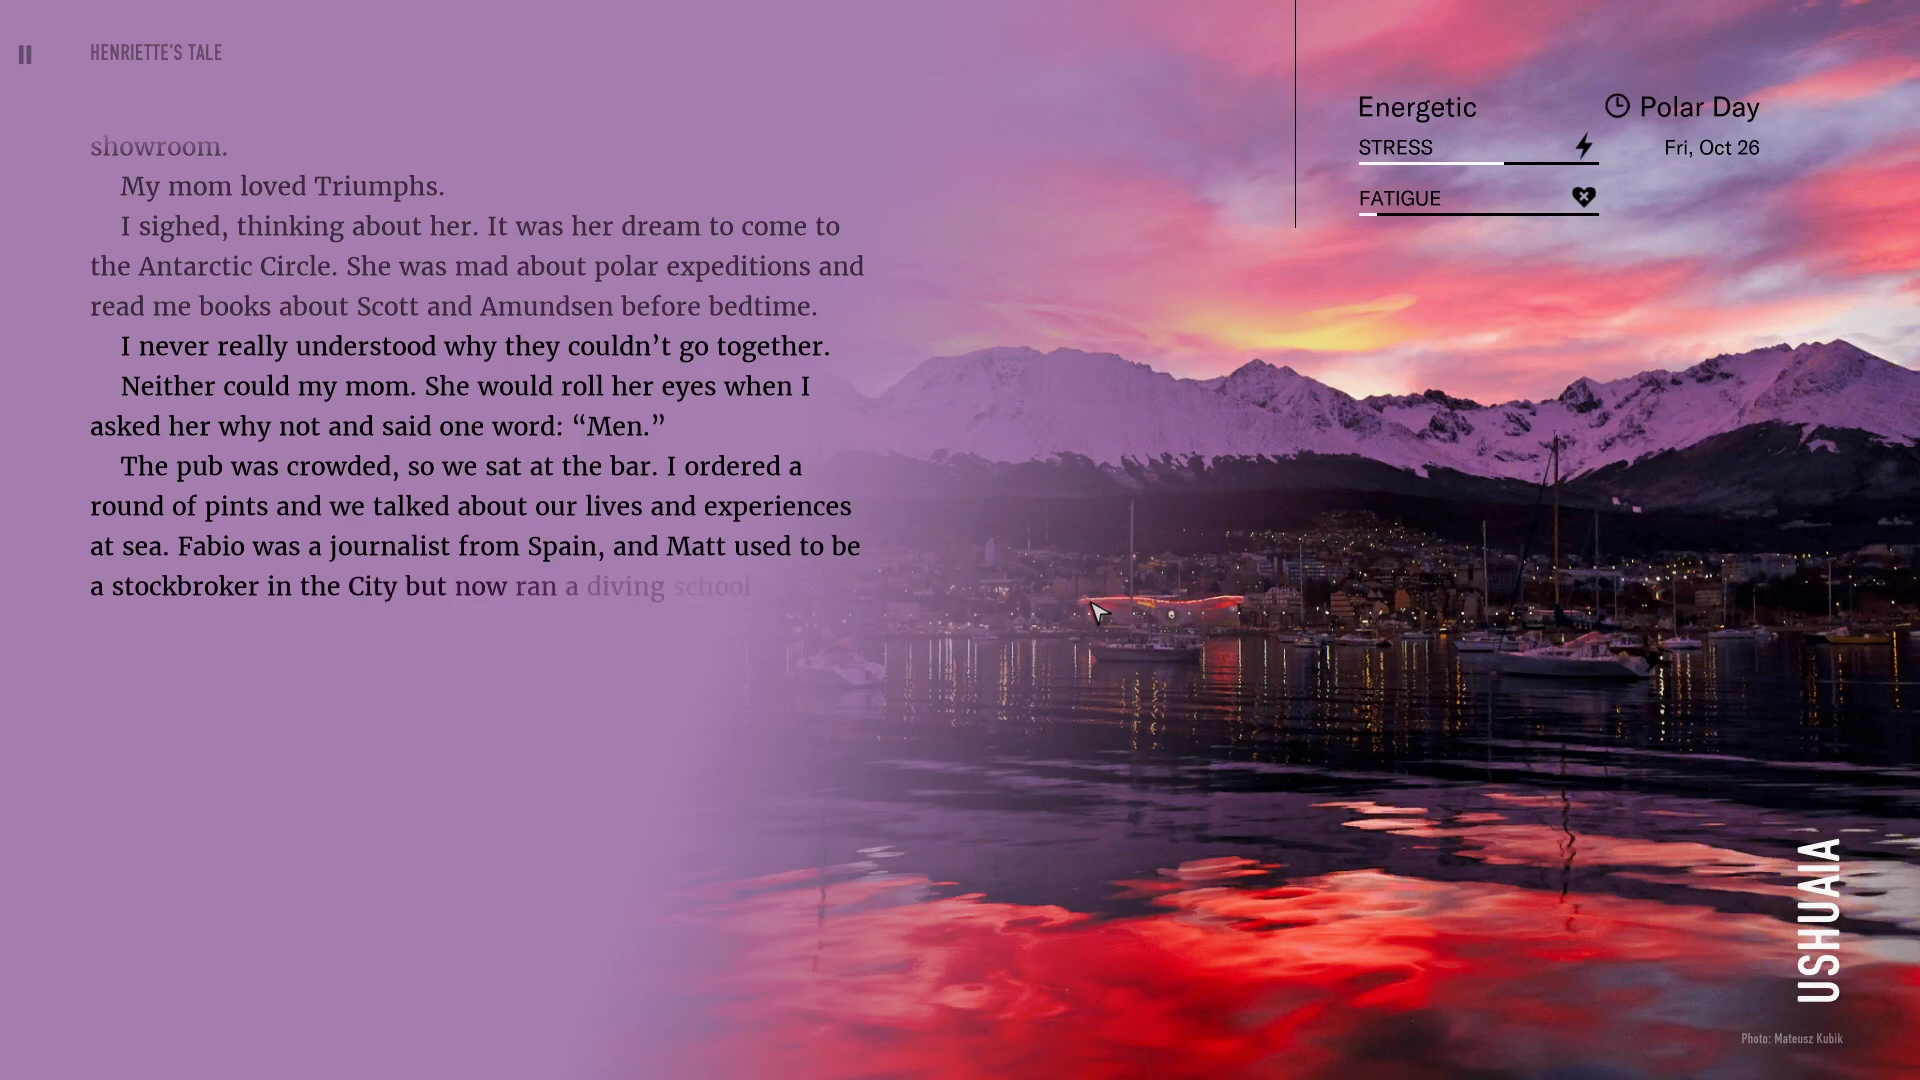 HENRIETTE'S TALE
showroom.
My mom loved Triumphs.
I sighed, thinking about her. It was her dream to come to
the Antarctic Circle. She was mad about polar expeditions and
read me books about Scott and Amundsen before bedtime.
I never really understood why they couldn’t go together.
Neither could my mom. She would roll her eyes when I
asked her why not and said one word: “Men.”
The pub was crowded, so we sat at the bar. I ordered a
round of pints and we talked about our lives and experiences
at sea. Fabio was a journalist from Spain, and Matt used to be
a stockbroker in the City but now ran a diving school
Energetic
Polar Day
STRESS
Fri, Oct 26
FATIGUE
USHUAIA
Photo: Mateusz Kubik